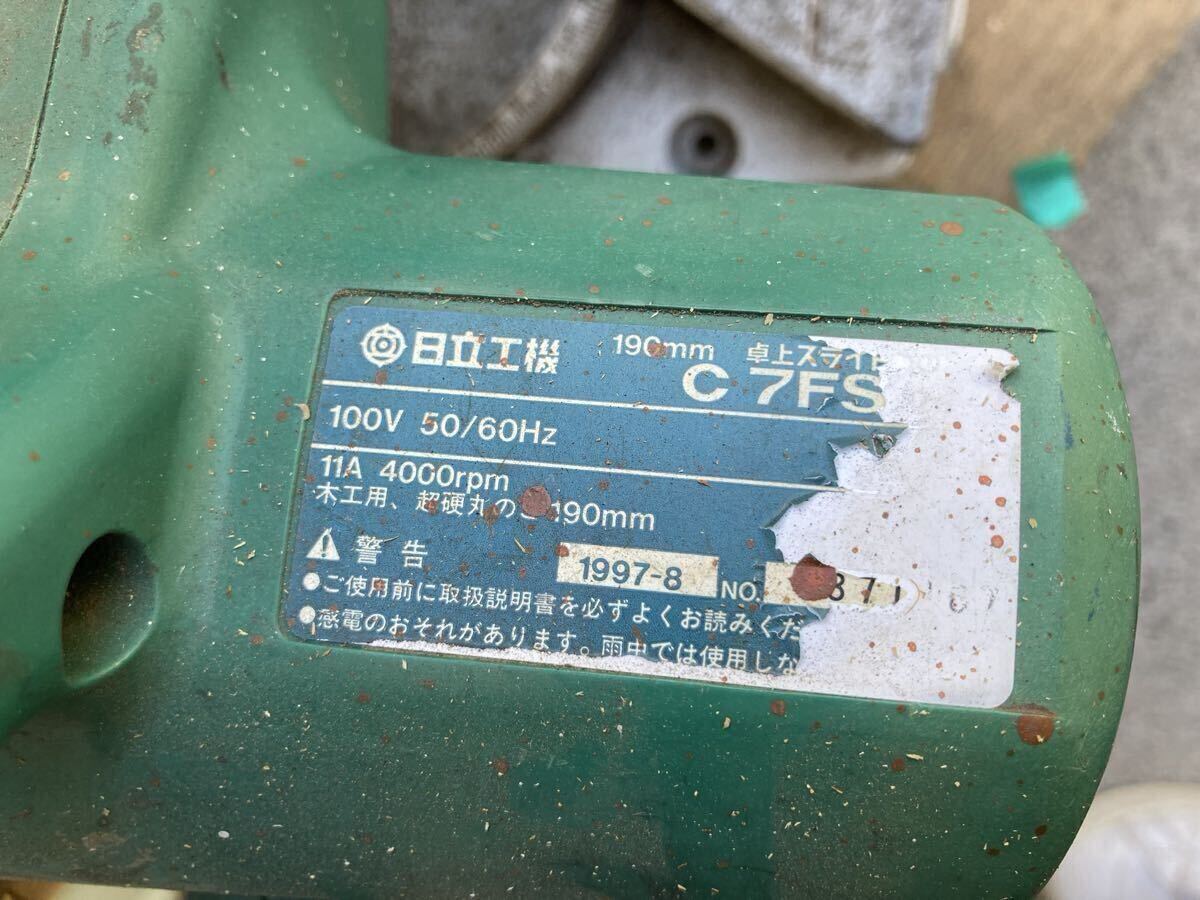 日立工機 190mm 卓上スライド
C 7FS
100V 50/60Hz
11A 4000rpm
木工用、超硬丸のこ 190mm
警告 1997-8 NO.
●ご使用前に取扱説明書を必ずよくお読みくだ
●感電のおそれがあります。雨中では使用しな